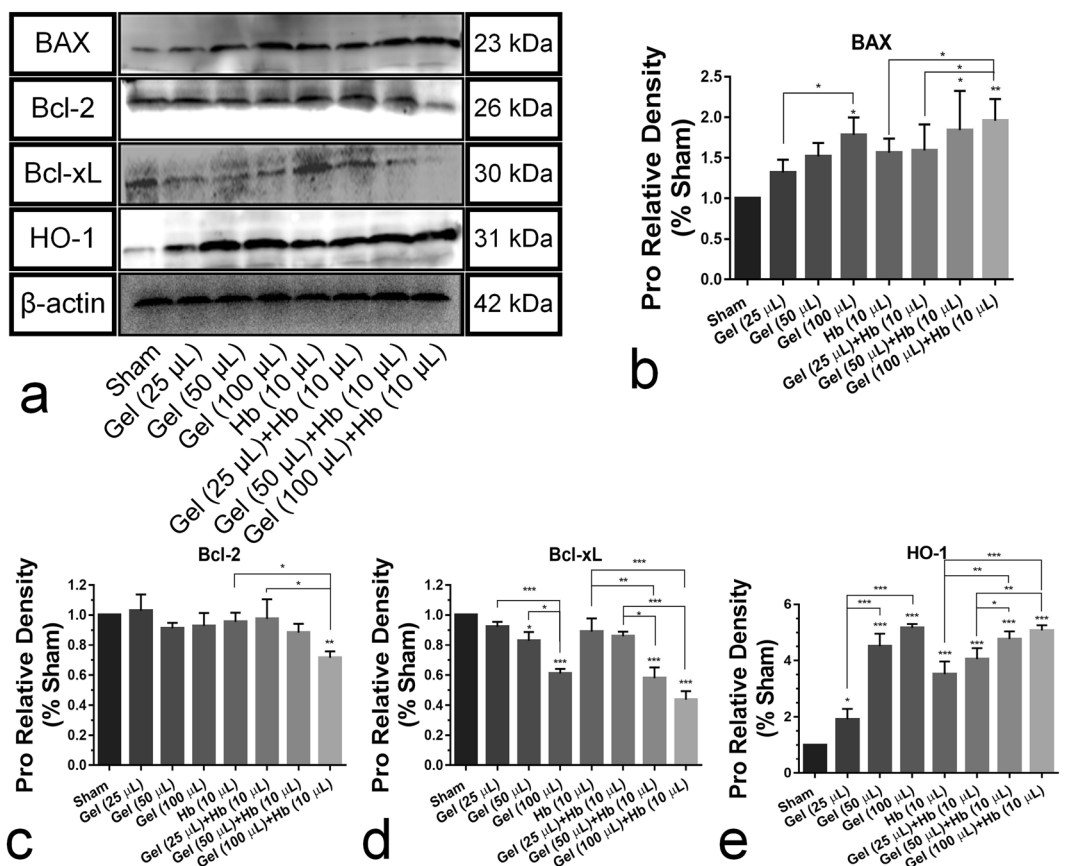 BAX
23 kDa
Bcl-2
26 kDa
Bcl-xL
30 kDa
HO-1
31 kDa
β-actin
42 kDa
Sham
Gel (25 µL)
Gel (50 µL)
Gel (100 µL)
Hb (10 µL)
Gel (25 µL)+Hb (10 µL)
Gel (50 µL)+Hb (10 µL)
Gel (100 µL)+Hb (10 µL)
a
BAX
Pro Relative Density
(% Sham)
2.5
2.0
1.5
1.0
0.5
0.0
*
*
*
*
*
**
Sham
Gel (25 µL)
Gel (50 µL)
Gel (100 µL)
Hb (10 µL)
Gel (25 µL)+Hb (10 µL)
Gel (50 µL)+Hb (10 µL)
Gel (100 µL)+Hb (10 µL)
b
Bcl-2
Pro Relative Density
(% Sham)
1.2
1.0
0.8
0.6
0.4
0.2
0.0
*
*
**
Sham
Gel (25 µL)
Gel (50 µL)
Gel (100 µL)
Hb (10 µL)
Gel (25 µL)+Hb (10 µL)
Gel (50 µL)+Hb (10 µL)
Gel (100 µL)+Hb (10 µL)
c
Bcl-xL
Pro Relative Density
(% Sham)
1.2
1.0
0.8
0.6
0.4
0.2
0.0
***
**
***
***
*
*
*
***
***
***
Sham
Gel (25 µL)
Gel (50 µL)
Gel (100 µL)
Hb (10 µL)
Gel (25 µL)+Hb (10 µL)
Gel (50 µL)+Hb (10 µL)
Gel (100 µL)+Hb (10 µL)
d
HO-1
Pro Relative Density
(% Sham)
6
4
2
0
***
**
***
**
***
*
*
***
***
***
***
***
***
Sham
Gel (25 µL)
Gel (50 µL)
Gel (100 µL)
Hb (10 µL)
Gel (25 µL)+Hb (10 µL)
Gel (50 µL)+Hb (10 µL)
Gel (100 µL)+Hb (10 µL)
e